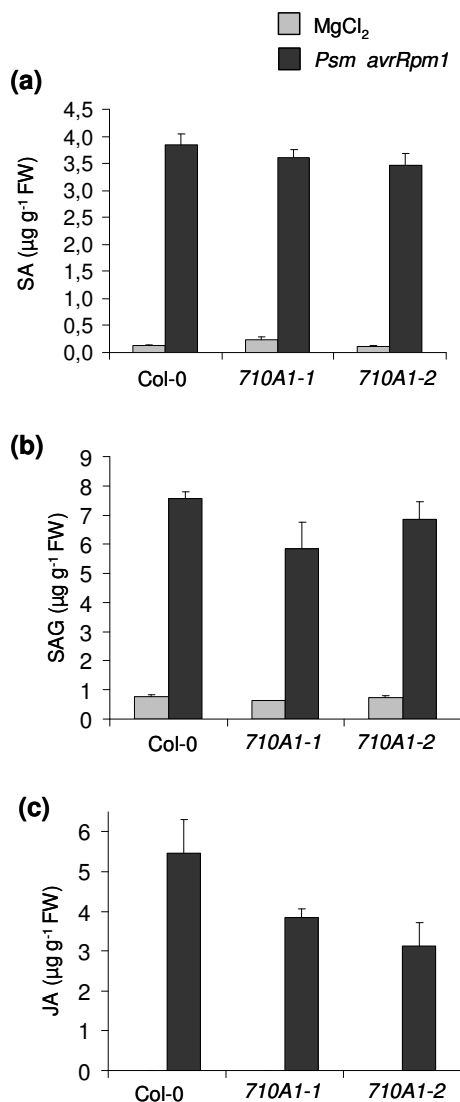 MgCl₂
Psm avrRpm1
(a)
SA (µg g⁻¹ FW)
4,5
4,0
3,5
3,0
2,5
2,0
1,5
1,0
0,5
0,0
Col-0 710A1-1 710A1-2
(b)
SAG (µg g⁻¹ FW)
9
8
7
6
5
4
3
2
1
0
Col-0 710A1-1 710A1-2
(c)
JA (µg g⁻¹ FW)
6
5
4
3
2
1
0
Col-0 710A1-1 710A1-2